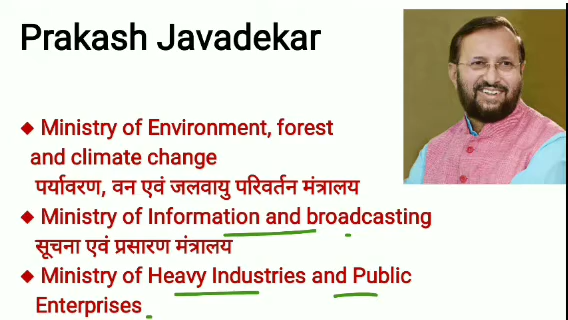 Prakash Javadekar
◆ Ministry of Environment, forest
and climate change
पर्यावरण, वन एवं जलवायु परिवर्तन मंत्रालय
◆ Ministry of Information and broadcasting
सूचना एवं प्रसारण मंत्रालय
◆ Ministry of Heavy Industries and Public
Enterprises